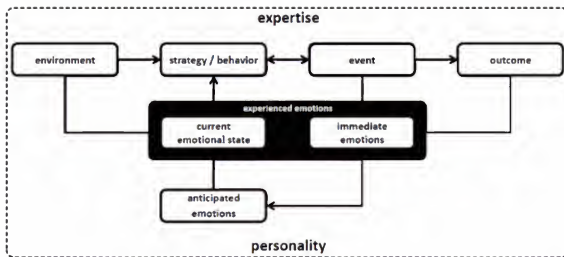 expertise
environment
strategy / behavior
event
outcome
experienced emotions
current
emotional state
immediate
emotions
anticipated
emotions
personality